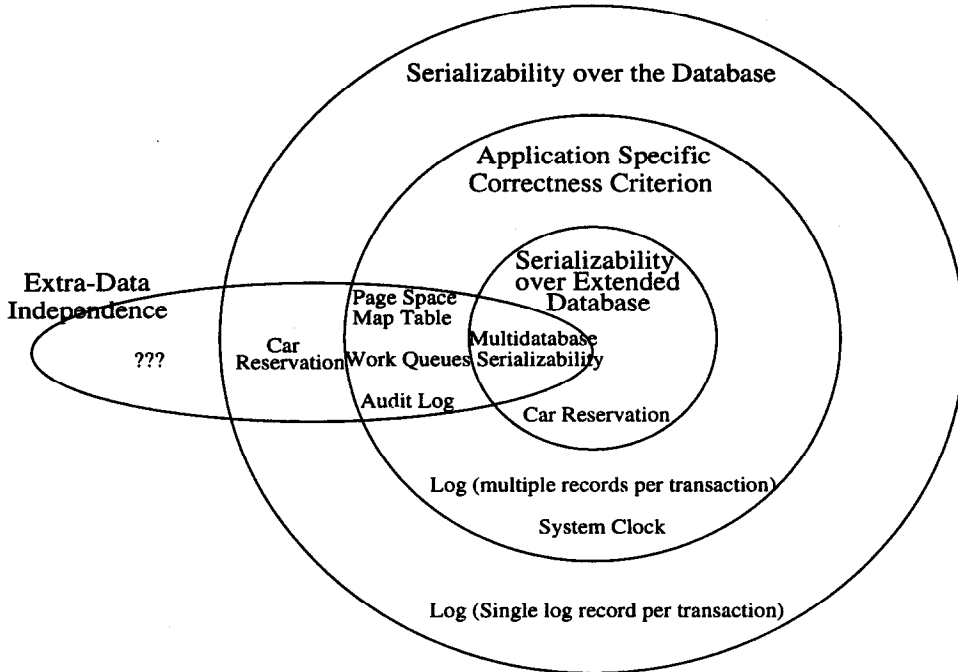 Serializability over the Database
Application Specific
Correctness Criterion
Serializability
over Extended
Database
Extra-Data
Independence
Page Space
Map Table
Car
Reservation
???
Work Queues
Multidatabase
Serializability
Audit Log
Car Reservation
Log (multiple records per transaction)
System Clock
Log (Single log record per transaction)